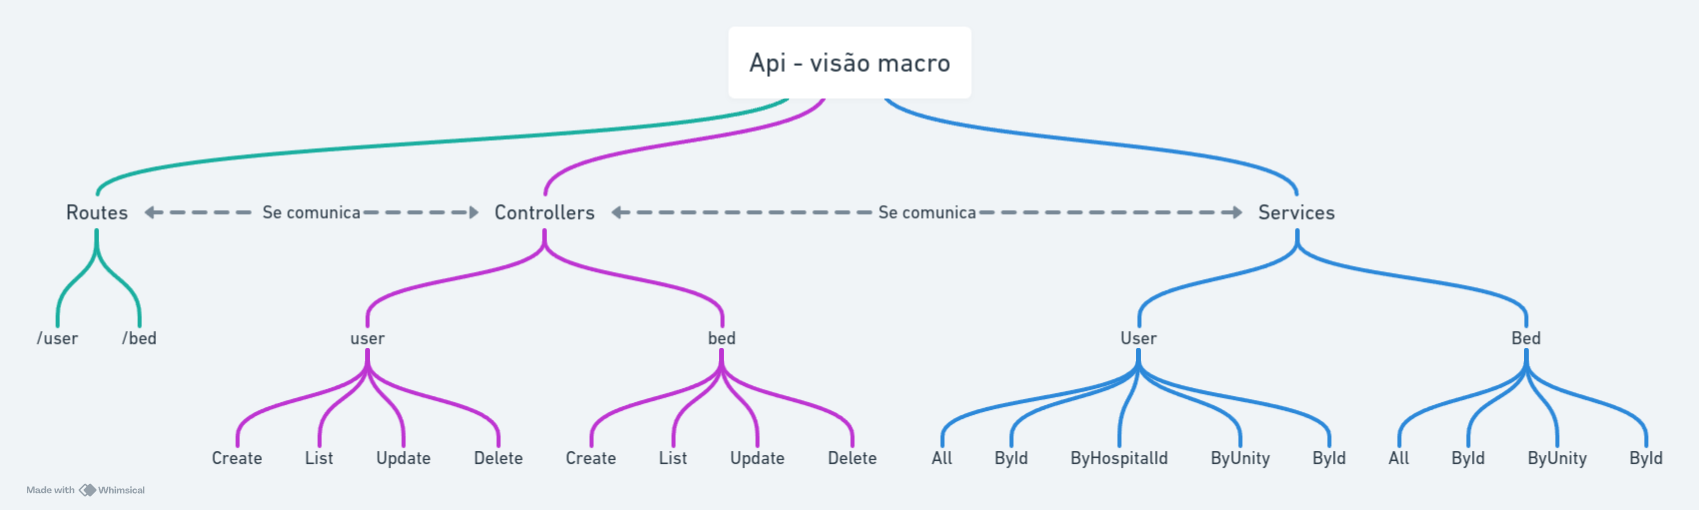 Api - visão macro
Routes
Se comunica
Controllers
Se comunica
Services
/user
/bed
user
bed
User
Bed
Create
List
Update
Delete
Create
List
Update
Delete
All
ById
ByHospitalId
ByUnity
ById
All
ById
ByUnity
ById
Made with Whimsical